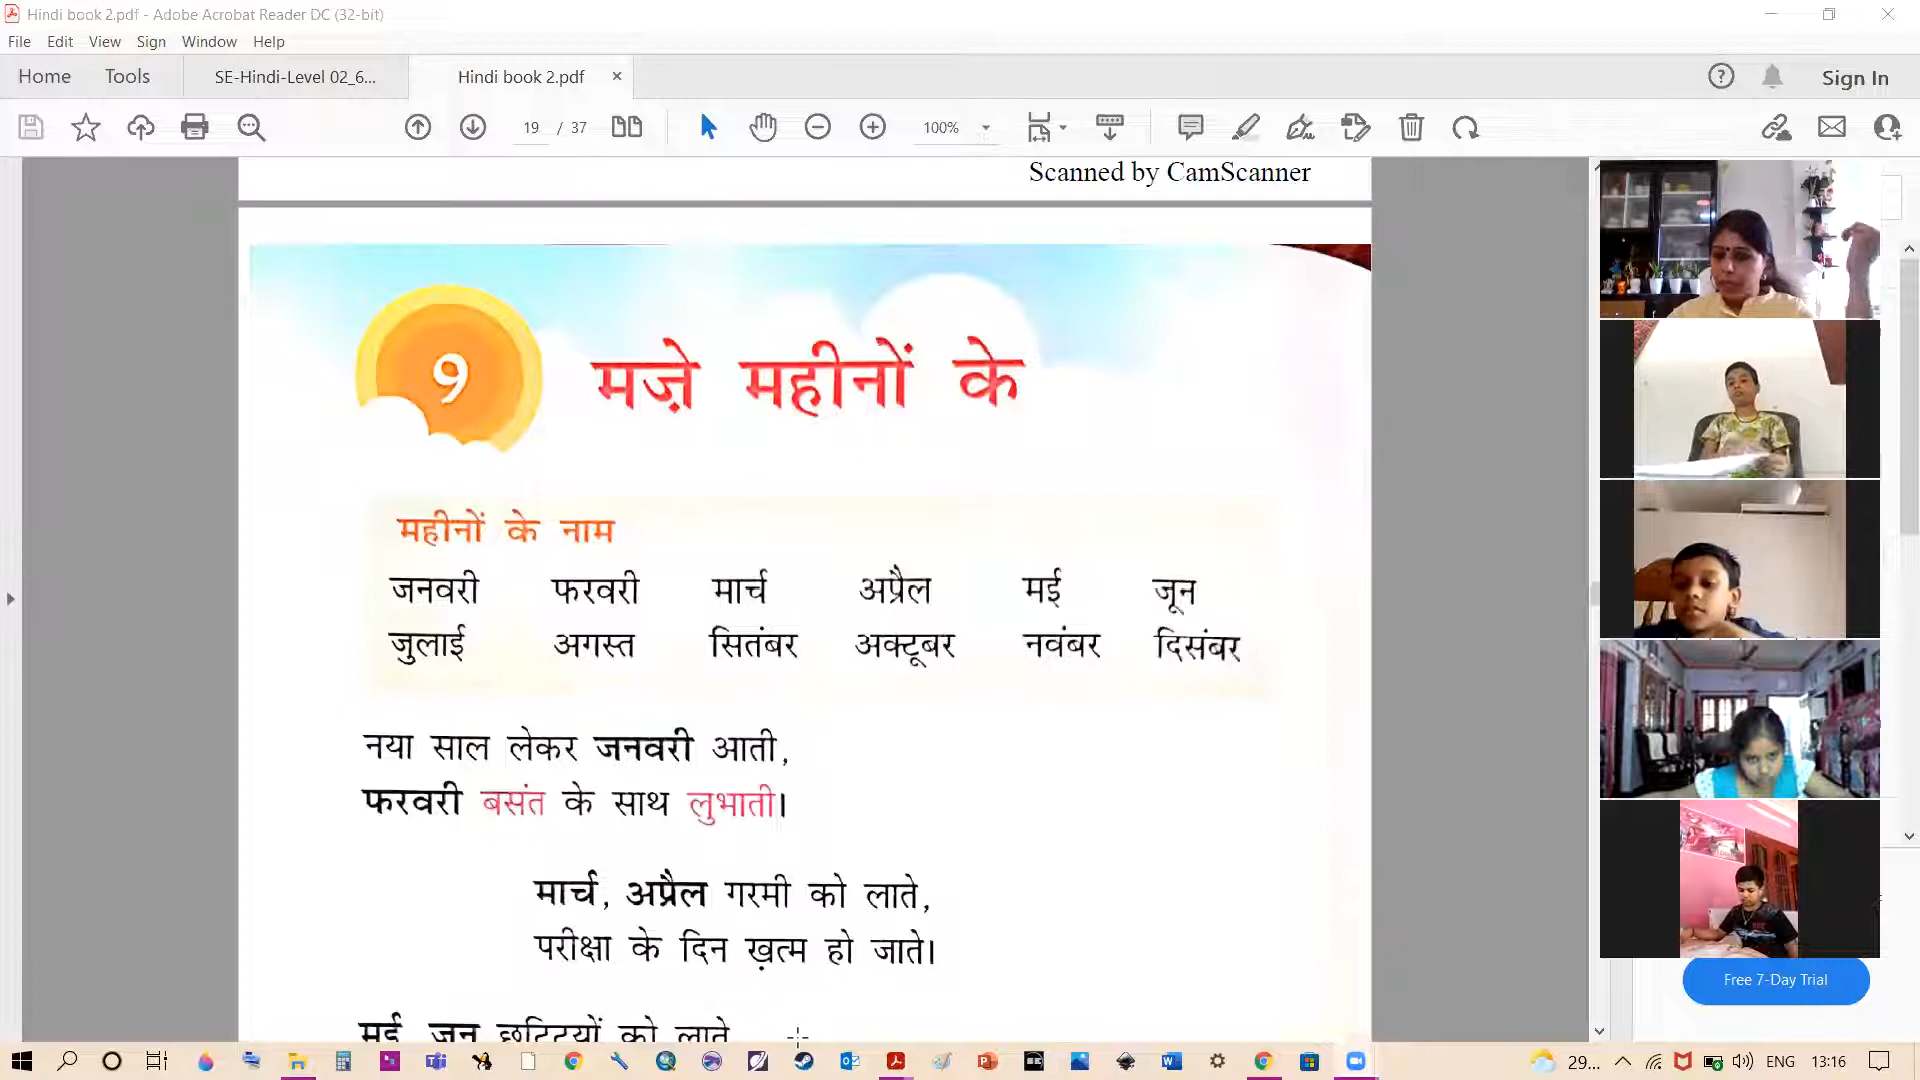 Hindi book 2.pdf - Adobe Acrobat Reader DC (32-bit)
File Edit View Sign Window Help
Home Tools SE-Hindi-Level 02_6... Hindi book 2.pdf × Sign In
19 / 37 100%
Scanned by CamScanner
9
मज़े महीनों के
महीनों के नाम
जनवरी फरवरी मार्च अप्रैल मई जून
जुलाई अगस्त सितंबर अक्टूबर नवंबर दिसंबर
नया साल लेकर जनवरी आती,
फरवरी बसंत के साथ लुभाती।
मार्च, अप्रैल गरमी को लाते,
परीक्षा के दिन ख़त्म हो जाते।
मई जून छुट्टियों को लाते
Free 7-Day Trial
29... ENG 13:16